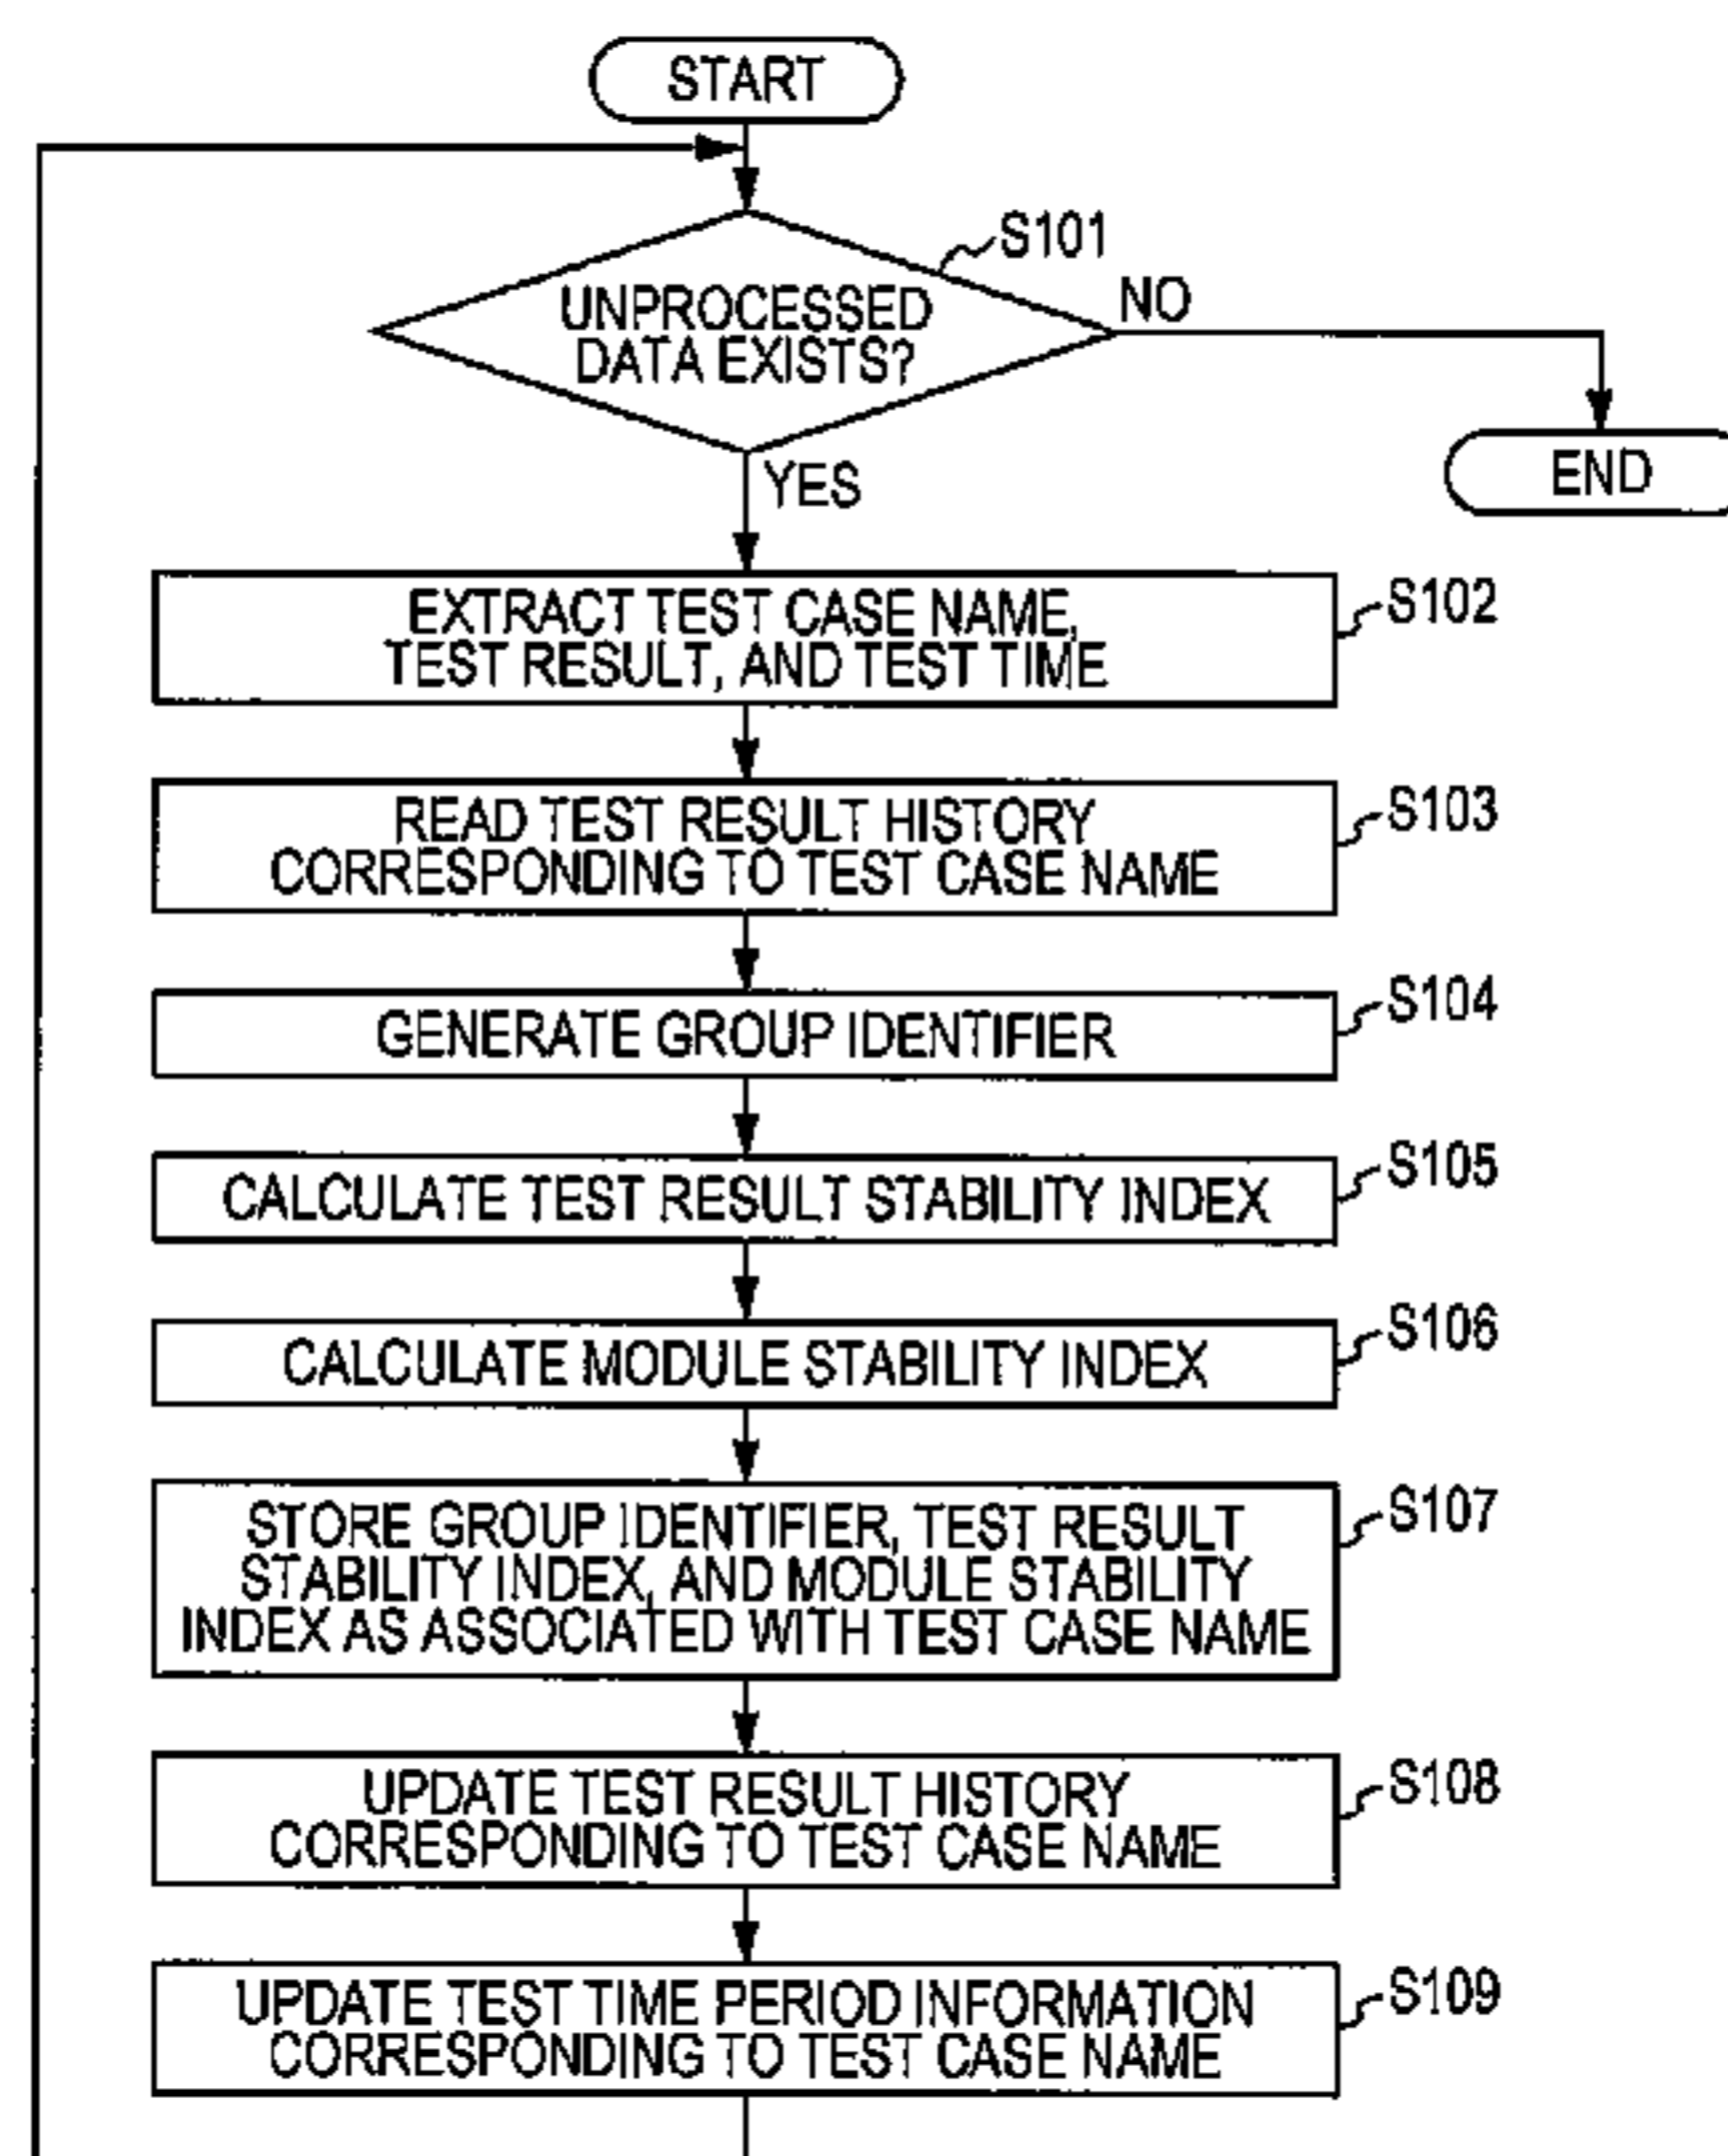 START
S101
UNPROCESSED
DATA EXISTS?
NO
END
YES
EXTRACT TEST CASE NAME,
TEST RESULT, AND TEST TIME
S102
READ TEST RESULT HISTORY
CORRESPONDING TO TEST CASE NAME
S103
GENERATE GROUP IDENTIFIER
S104
CALCULATE TEST RESULT STABILITY INDEX
S105
CALCULATE MODULE STABILITY INDEX
S106
STORE GROUP IDENTIFIER, TEST RESULT
STABILITY INDEX, AND MODULE STABILITY
INDEX AS ASSOCIATED WITH TEST CASE NAME
S107
UPDATE TEST RESULT HISTORY
CORRESPONDING TO TEST CASE NAME
S108
UPDATE TEST TIME PERIOD INFORMATION
CORRESPONDING TO TEST CASE NAME
S109